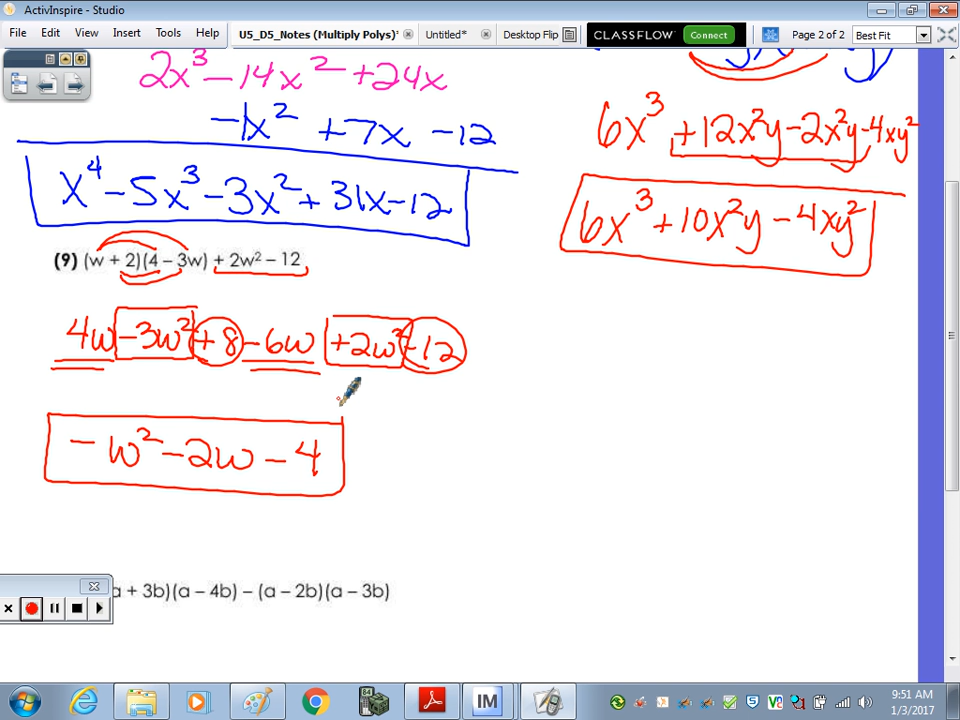 ActivInspire - Studio
File Edit View Insert Tools Help
U5_D5_Notes (Multiply Polys)* Untitled* Desktop Flip CLASSFLOW Connect Page 2 of 2 Best Fit
2x³ - 14x² + 24x
-1x² + 7x - 12
x⁴ - 5x³ - 3x² + 31x - 12
6x³ + 12x²y - 2x²y - 4xy²
6x³ + 10x²y - 4xy²
(9) (w + 2)(4 – 3w) + 2w² – 12
4w - 3w² + 8 - 6w + 2w² - 12
-w² - 2w - 4
a + 3b)(a – 4b) – (a – 2b)(a – 3b)
84
IM
9:51 AM
1/3/2017